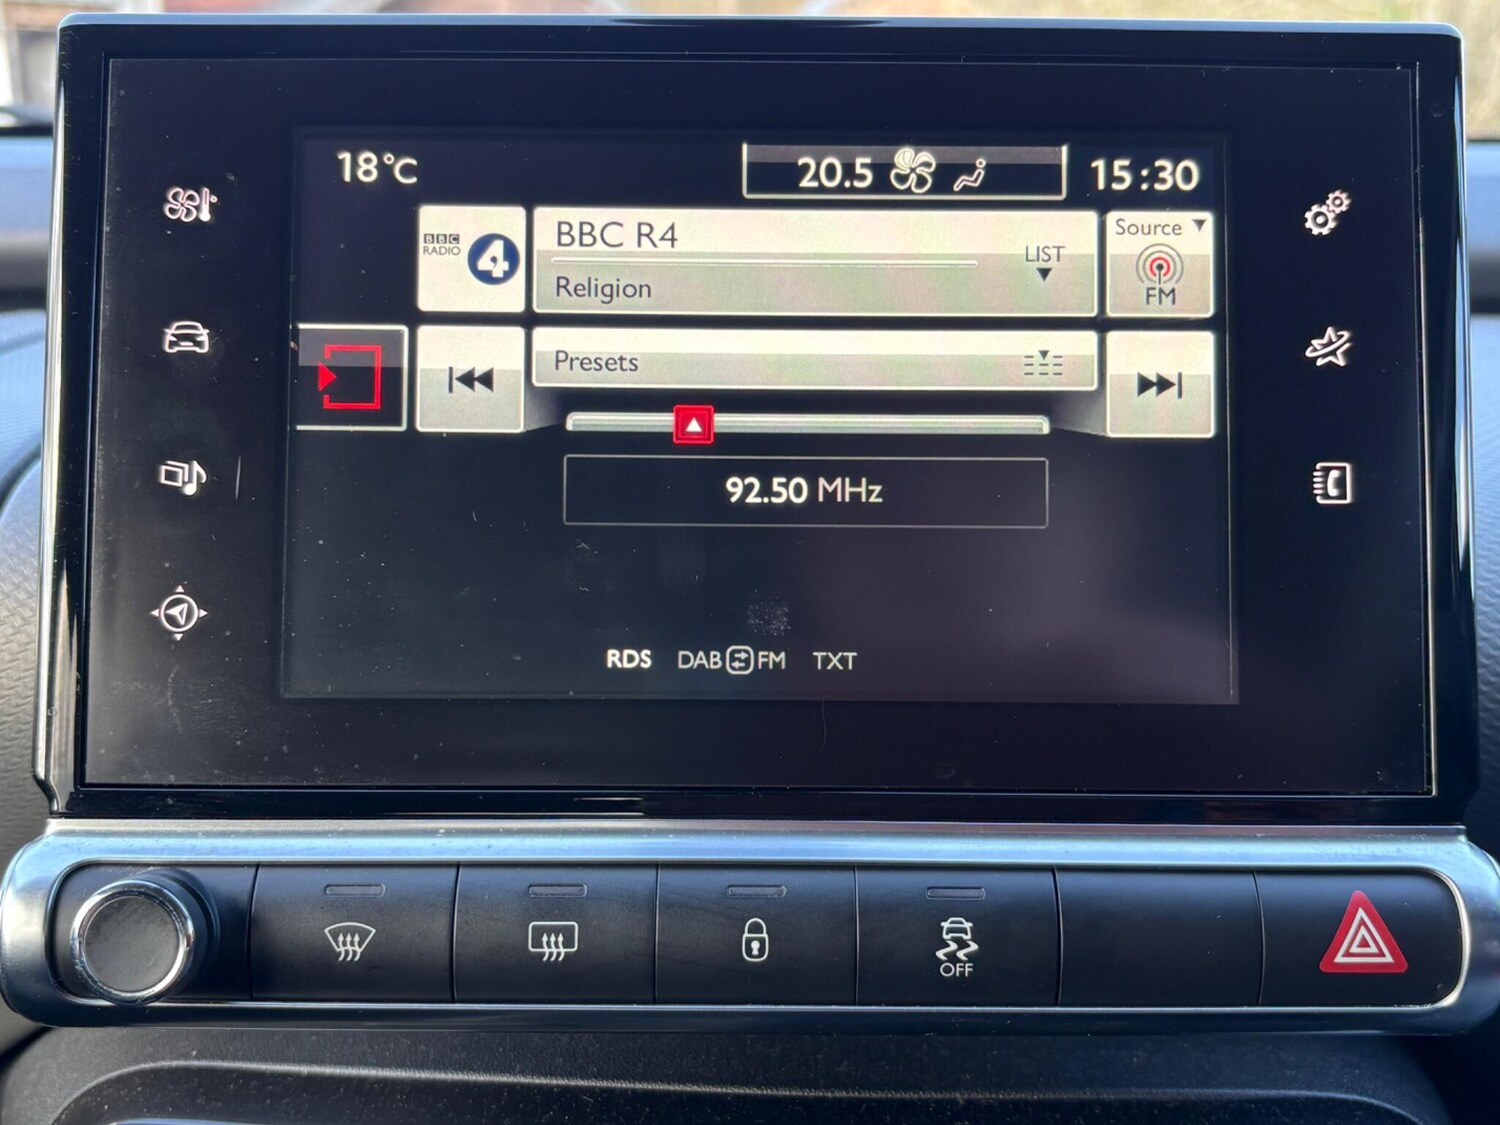 18°C
20.5
15:30
BBC
RADIO
4
BBC R4
LIST
Religion
Source
FM
Presets
92.50 MHz
RDS DAB FM TXT
OFF